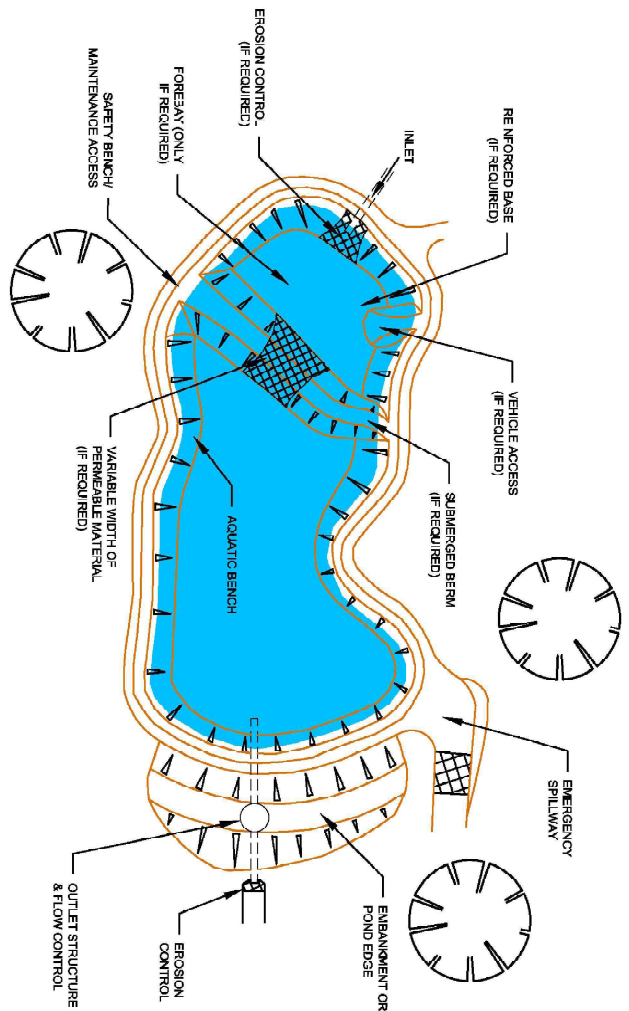 EROSION CONTROL
(IF REQUIRED)
FOREBAY (ONLY
IF REQUIRED)
SAFETY BENCH/
MAINTENANCE ACCESS
INLET
RE NFORCED BASE
(IF REQUIRED)
VEHICLE ACCESS
(IF REQUIRED)
SUBMERGED BERM
(IF REQUIRED)
VARIABLE WIDTH OF
PERMEABLE MATERIAL
(IF REQUIRED)
AQUATIC BENCH
EMERGENCY
SPILLWAY
EMBANKMENT OR
POND EDGE
EROSION
CONTROL
OUTLET STRUCTURE
& FLOW CONTROL